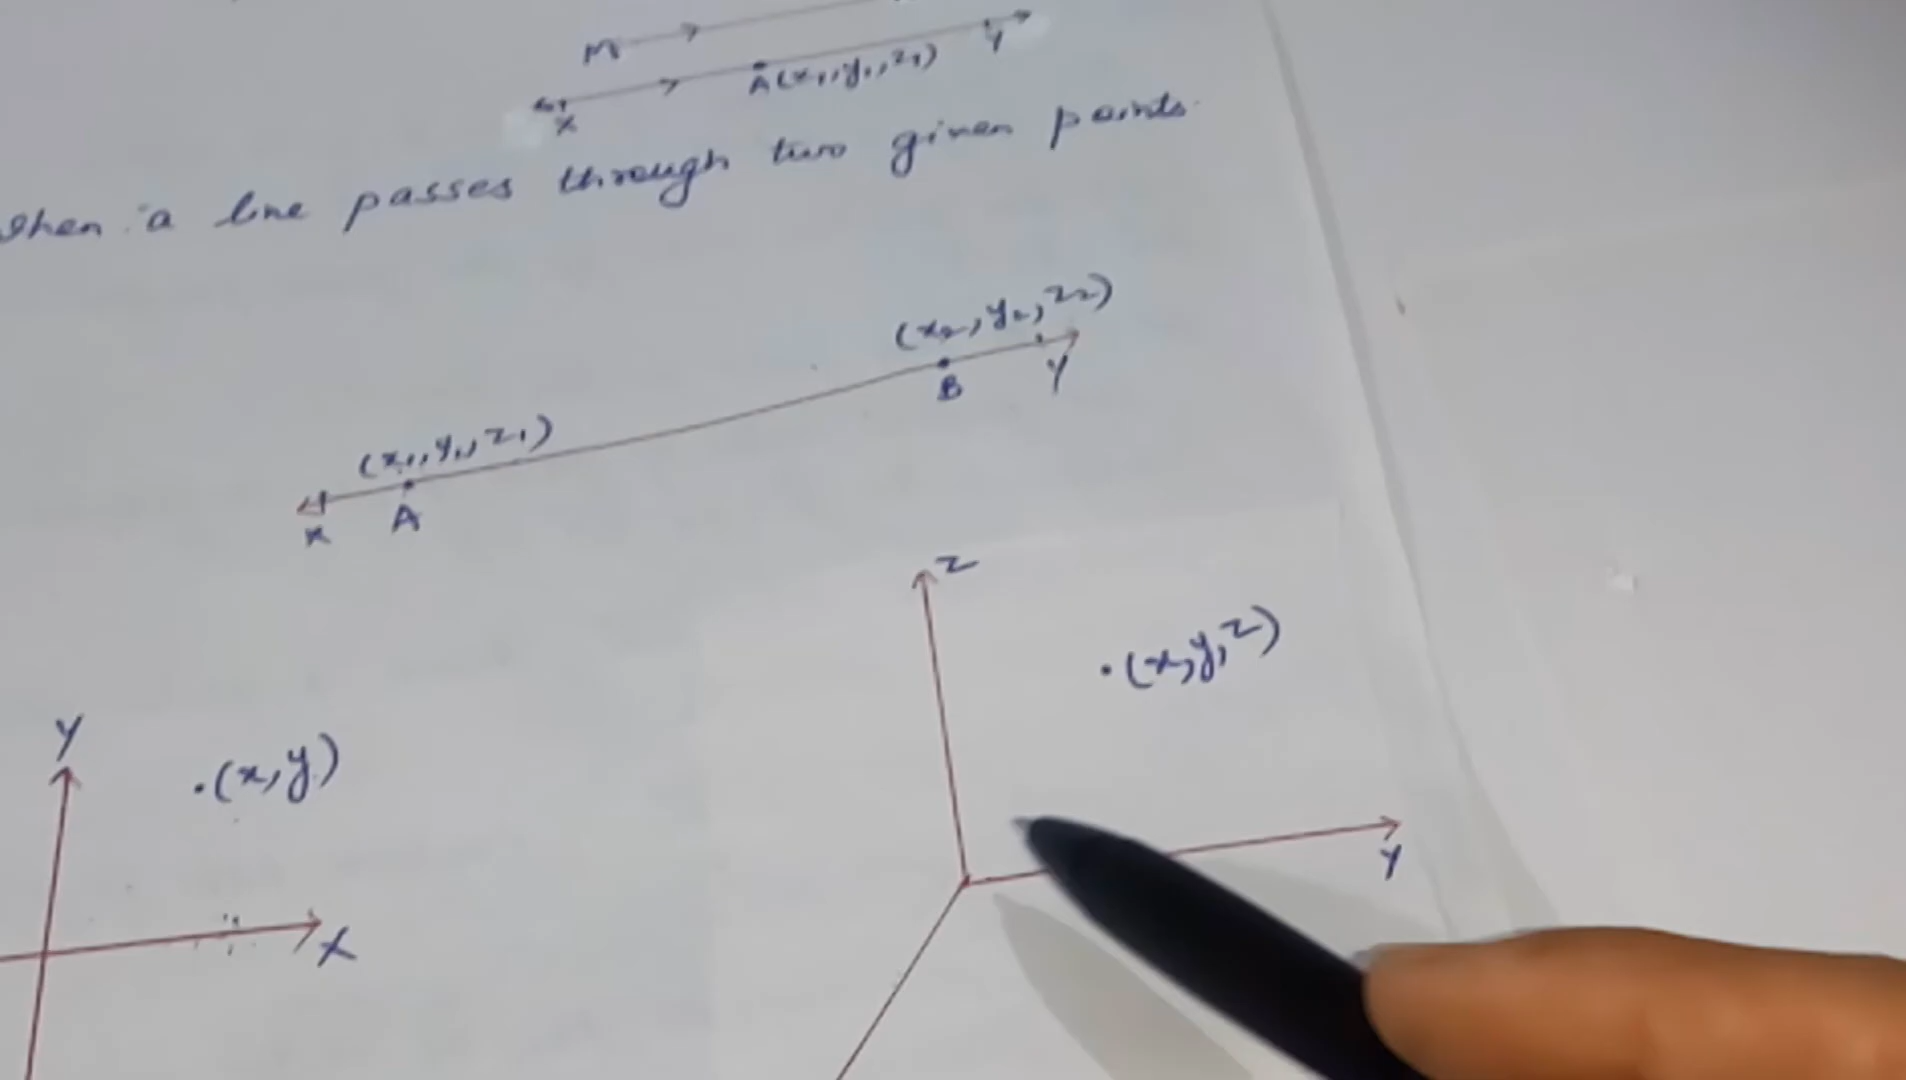 M
Y
A(x₁,y₁,z₁)
X
when a line passes through two given points.
(x₂,y₂,z₂)
B
Y
(x₁,y₁,z₁)
X
A
Z
.(x,y,z)
Y
Y
.(x,y)
X